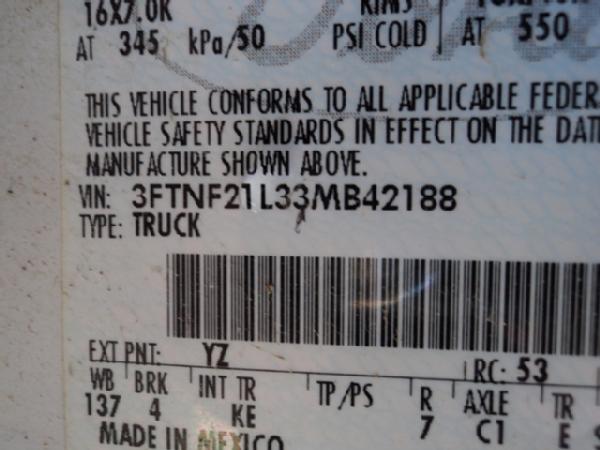 16X7.0K RIMS
AT 345 kPa/50 PSI COLD AT 550
THIS VEHICLE CONFORMS TO ALL APPLICABLE FEDER
VEHICLE SAFETY STANDARDS IN EFFECT ON THE DAT
MANUFACTURE SHOWN ABOVE.
VIN: 3FTNF21L33MB42188
TYPE: TRUCK
EXT PNT: YZ RC: 53
WB BRK INT TR TP/PS R AXLE TR
137 4 KE 7 C1 E
MADE IN MEXICO